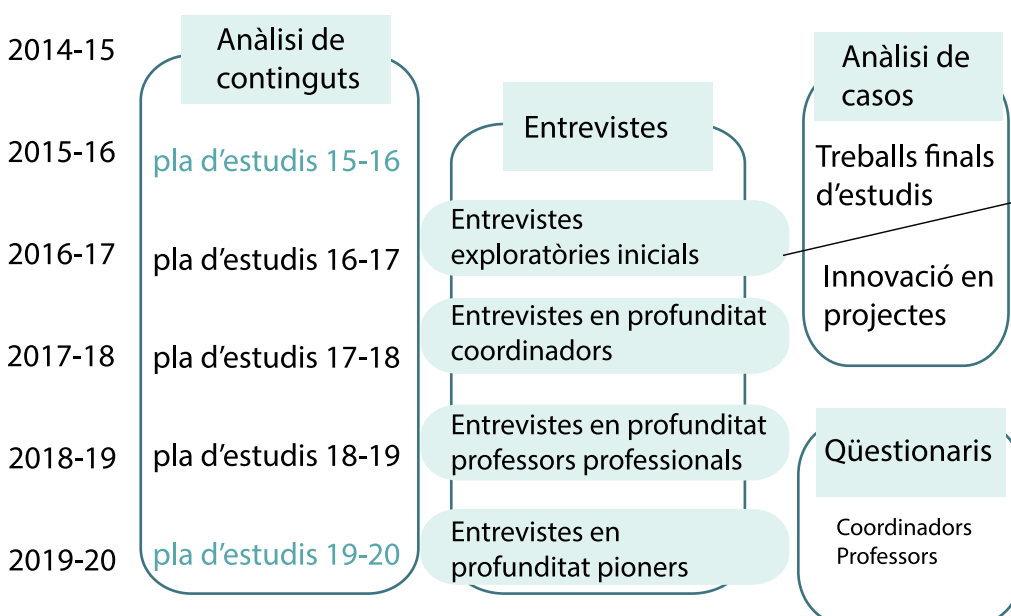 2014-15
2015-16
2016-17
2017-18
2018-19
2019-20
Anàlisi de
continguts
pla d'estudis 15-16
pla d'estudis 16-17
pla d'estudis 17-18
pla d'estudis 18-19
pla d'estudis 19-20
Entrevistes
Entrevistes
exploratòries inicials
Entrevistes en profunditat
coordinadors
Entrevistes en profunditat
professors professionals
Entrevistes en
profunditat pioners
Anàlisi de
casos
Treballs finals
d'estudis
Innovació en
projectes
Qüestionaris
Coordinadors
Professors